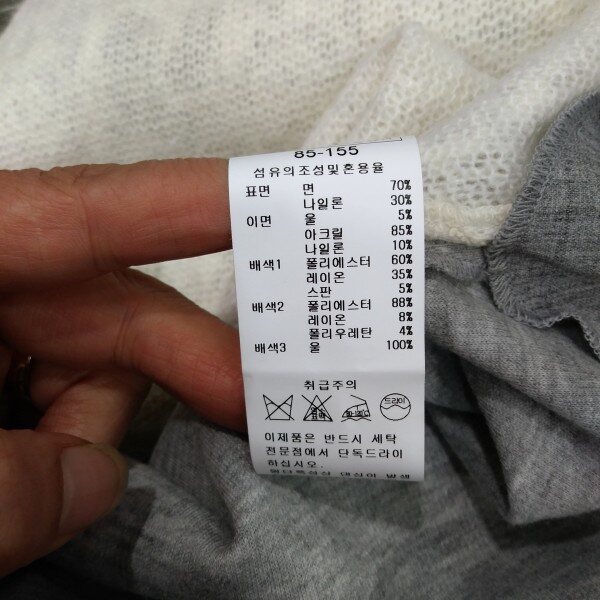 85-155
섬유의조성및혼용율
표면 면 70%
나일론 30%
이면 울 5%
아크릴 85%
나일론 10%
배색1 폴리에스터 60%
레이온 35%
스판 5%
배색2 폴리에스터 88%
레이온 8%
폴리우레탄 4%
배색3 울 100%
취급주의
드라이
이제품은 반드시 세탁
전문점에서 단독드라이
하십시오.
원단특성상